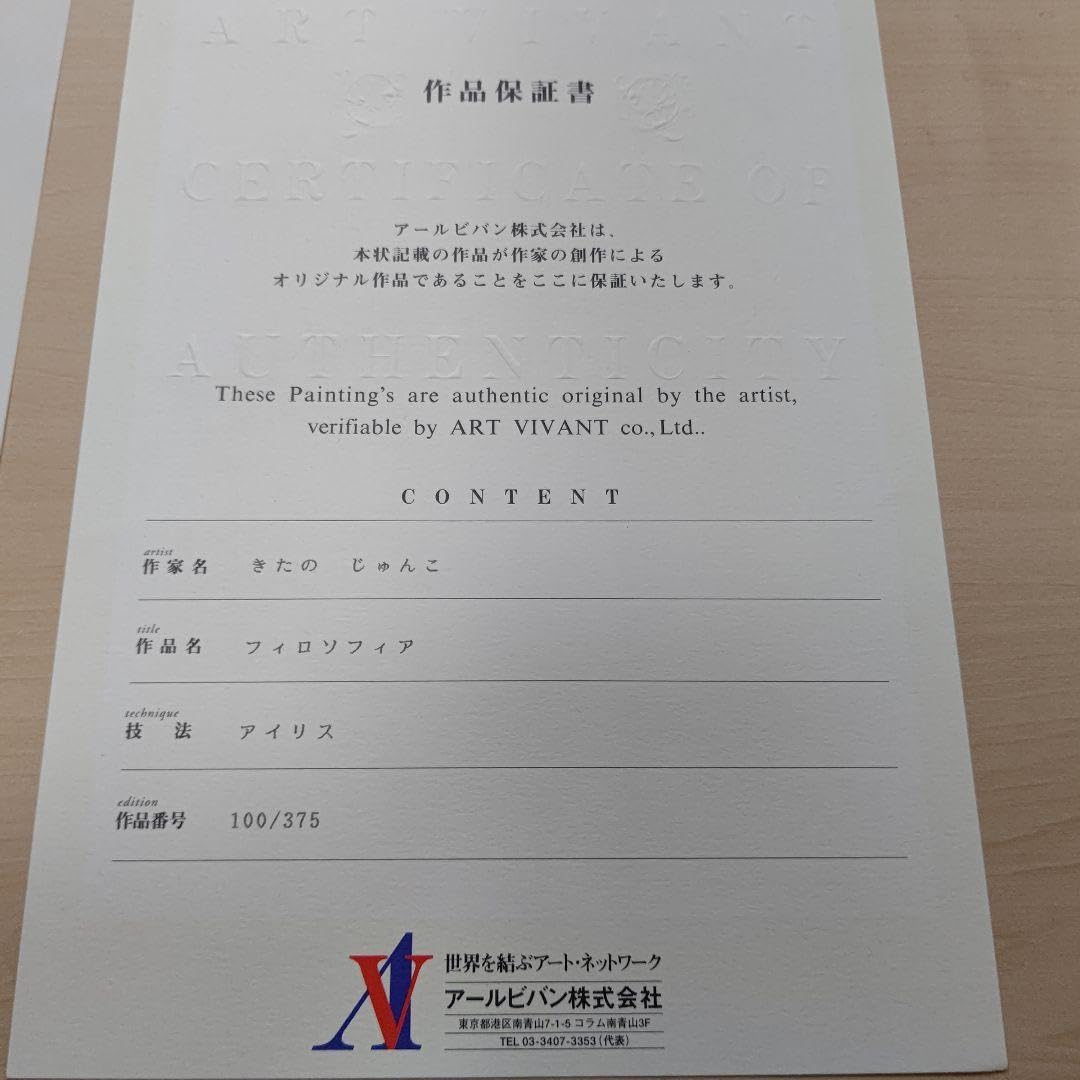 ART VIVANT
作品保証書
CERTIFICATE OF
アールビバン株式会社は、
本状記載の作品が作家の創作による
オリジナル作品であることをここに保証いたします。
AUTHENTICITY
These Painting's are authentic original by the artist,
verifiable by ART VIVANT co.,Ltd..
CONTENT
artist
作家名 きたの じゅんこ
title
作品名 フィロソフィア
technique
技 法 アイリス
edition
作品番号 100/375
AV
世界を結ぶアート・ネットワーク
アールビバン株式会社
東京都港区南青山7-1-5 コラム南青山3F
TEL 03-3407-3353(代表)